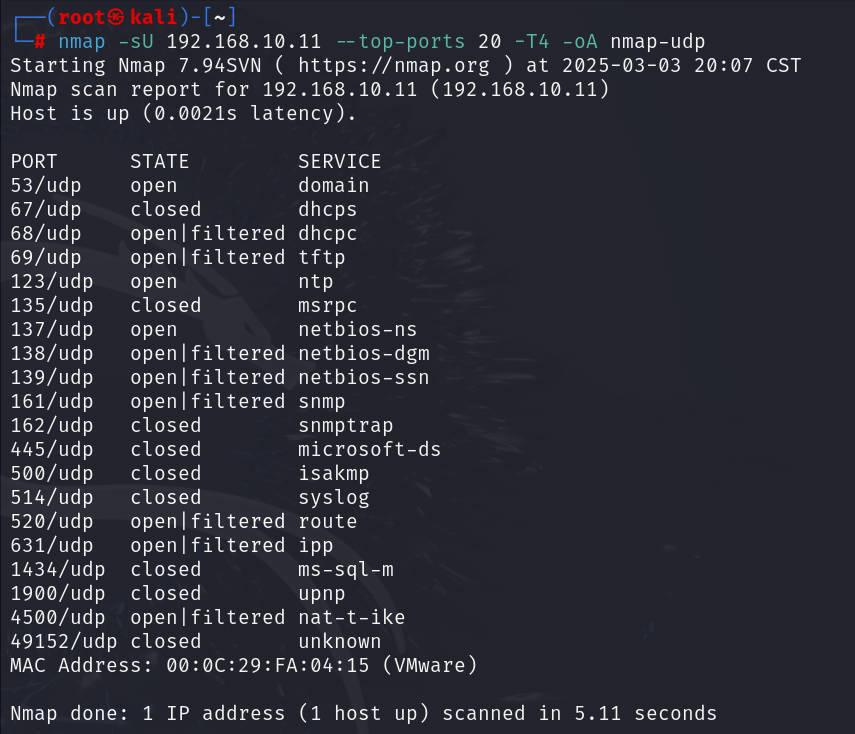 ┌──(root㉿kali)-[~]
└─# nmap -sU 192.168.10.11 --top-ports 20 -T4 -oA nmap-udp
Starting Nmap 7.94SVN ( https://nmap.org ) at 2025-03-03 20:07 CST
Nmap scan report for 192.168.10.11 (192.168.10.11)
Host is up (0.0021s latency).

PORT      STATE         SERVICE
53/udp    open          domain
67/udp    closed        dhcps
68/udp    open|filtered dhcpc
69/udp    open|filtered tftp
123/udp   open          ntp
135/udp   closed        msrpc
137/udp   open          netbios-ns
138/udp   open|filtered netbios-dgm
139/udp   open|filtered netbios-ssn
161/udp   open|filtered snmp
162/udp   closed        snmptrap
445/udp   closed        microsoft-ds
500/udp   closed        isakmp
514/udp   closed        syslog
520/udp   open|filtered route
631/udp   open|filtered ipp
1434/udp  closed        ms-sql-m
1900/udp  closed        upnp
4500/udp  open|filtered nat-t-ike
49152/udp closed        unknown
MAC Address: 00:0C:29:FA:04:15 (VMware)

Nmap done: 1 IP address (1 host up) scanned in 5.11 seconds